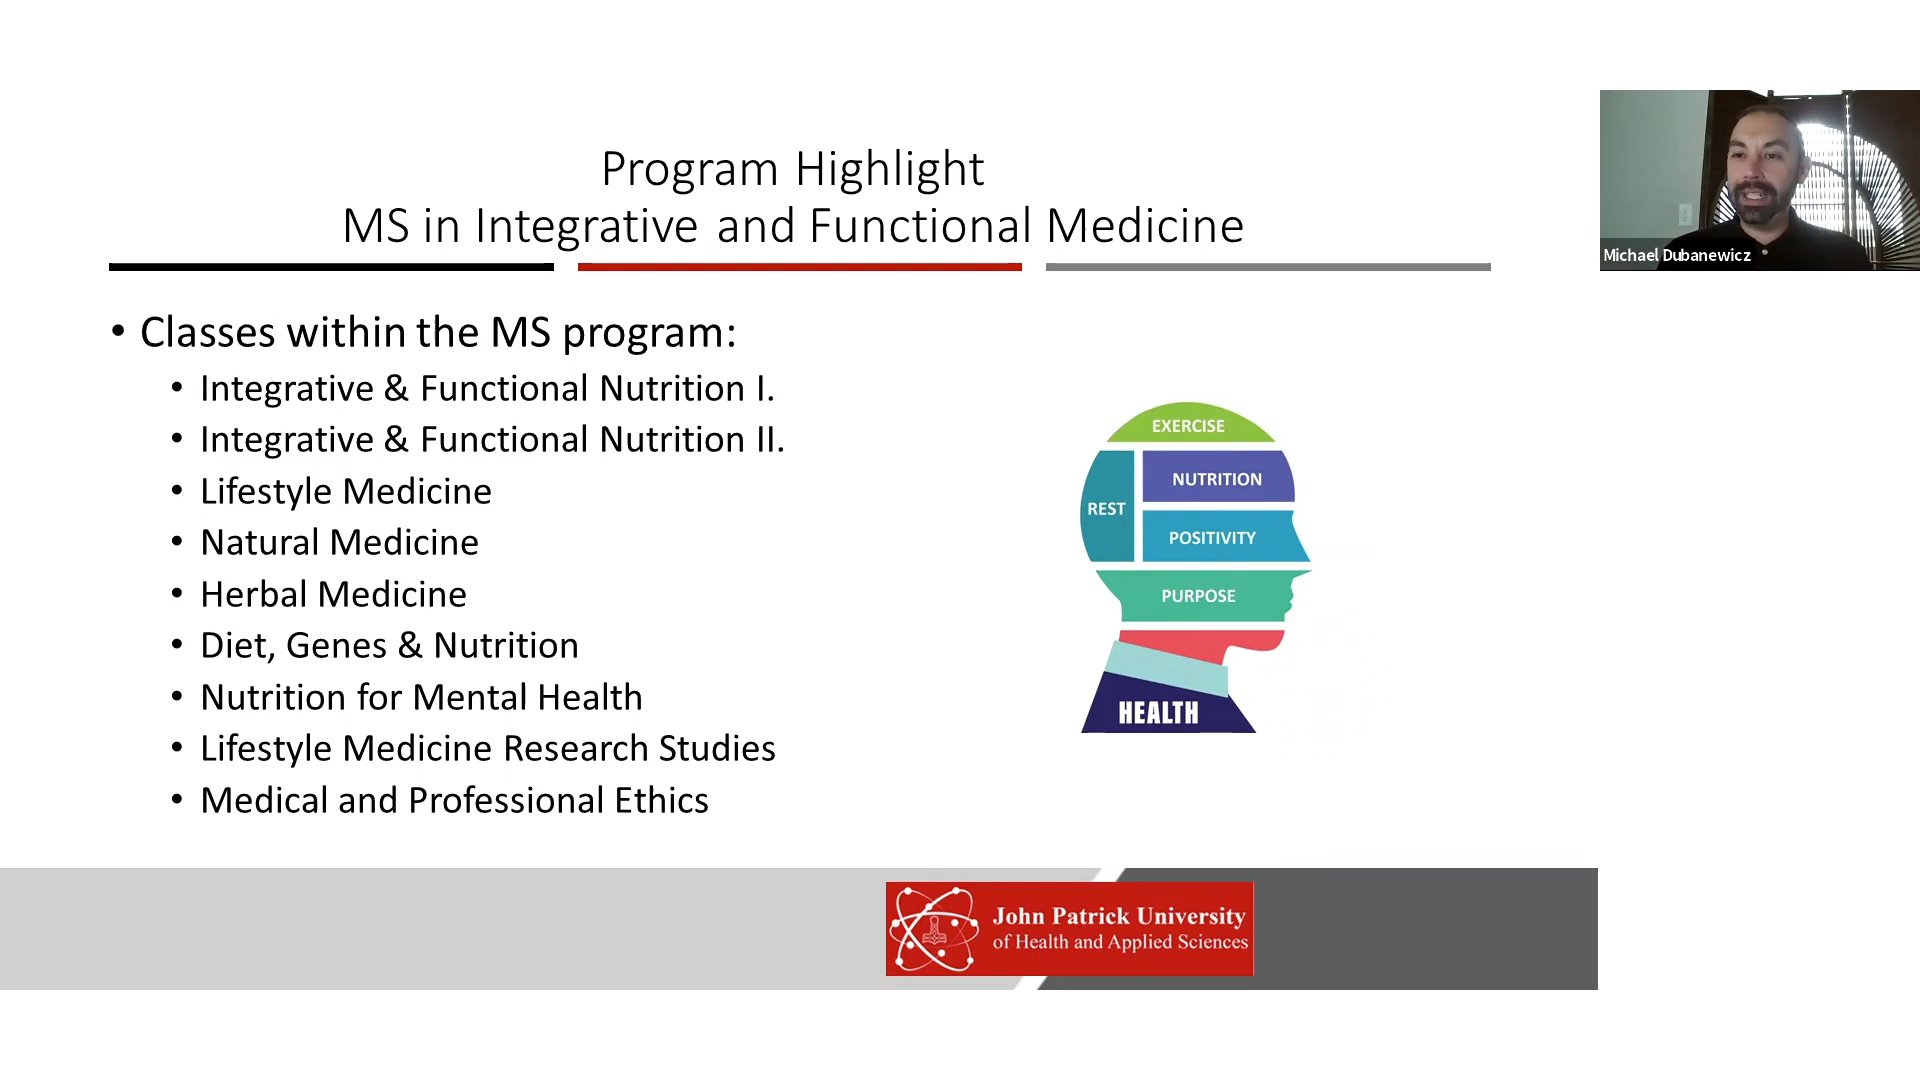 Program Highlight
MS in Integrative and Functional Medicine
Michael Dubanewicz
• Classes within the MS program:
• Integrative & Functional Nutrition I.
• Integrative & Functional Nutrition II.
• Lifestyle Medicine
• Natural Medicine
• Herbal Medicine
• Diet, Genes & Nutrition
• Nutrition for Mental Health
• Lifestyle Medicine Research Studies
• Medical and Professional Ethics
EXERCISE
NUTRITION
REST
POSITIVITY
PURPOSE
HEALTH
John Patrick University
of Health and Applied Sciences